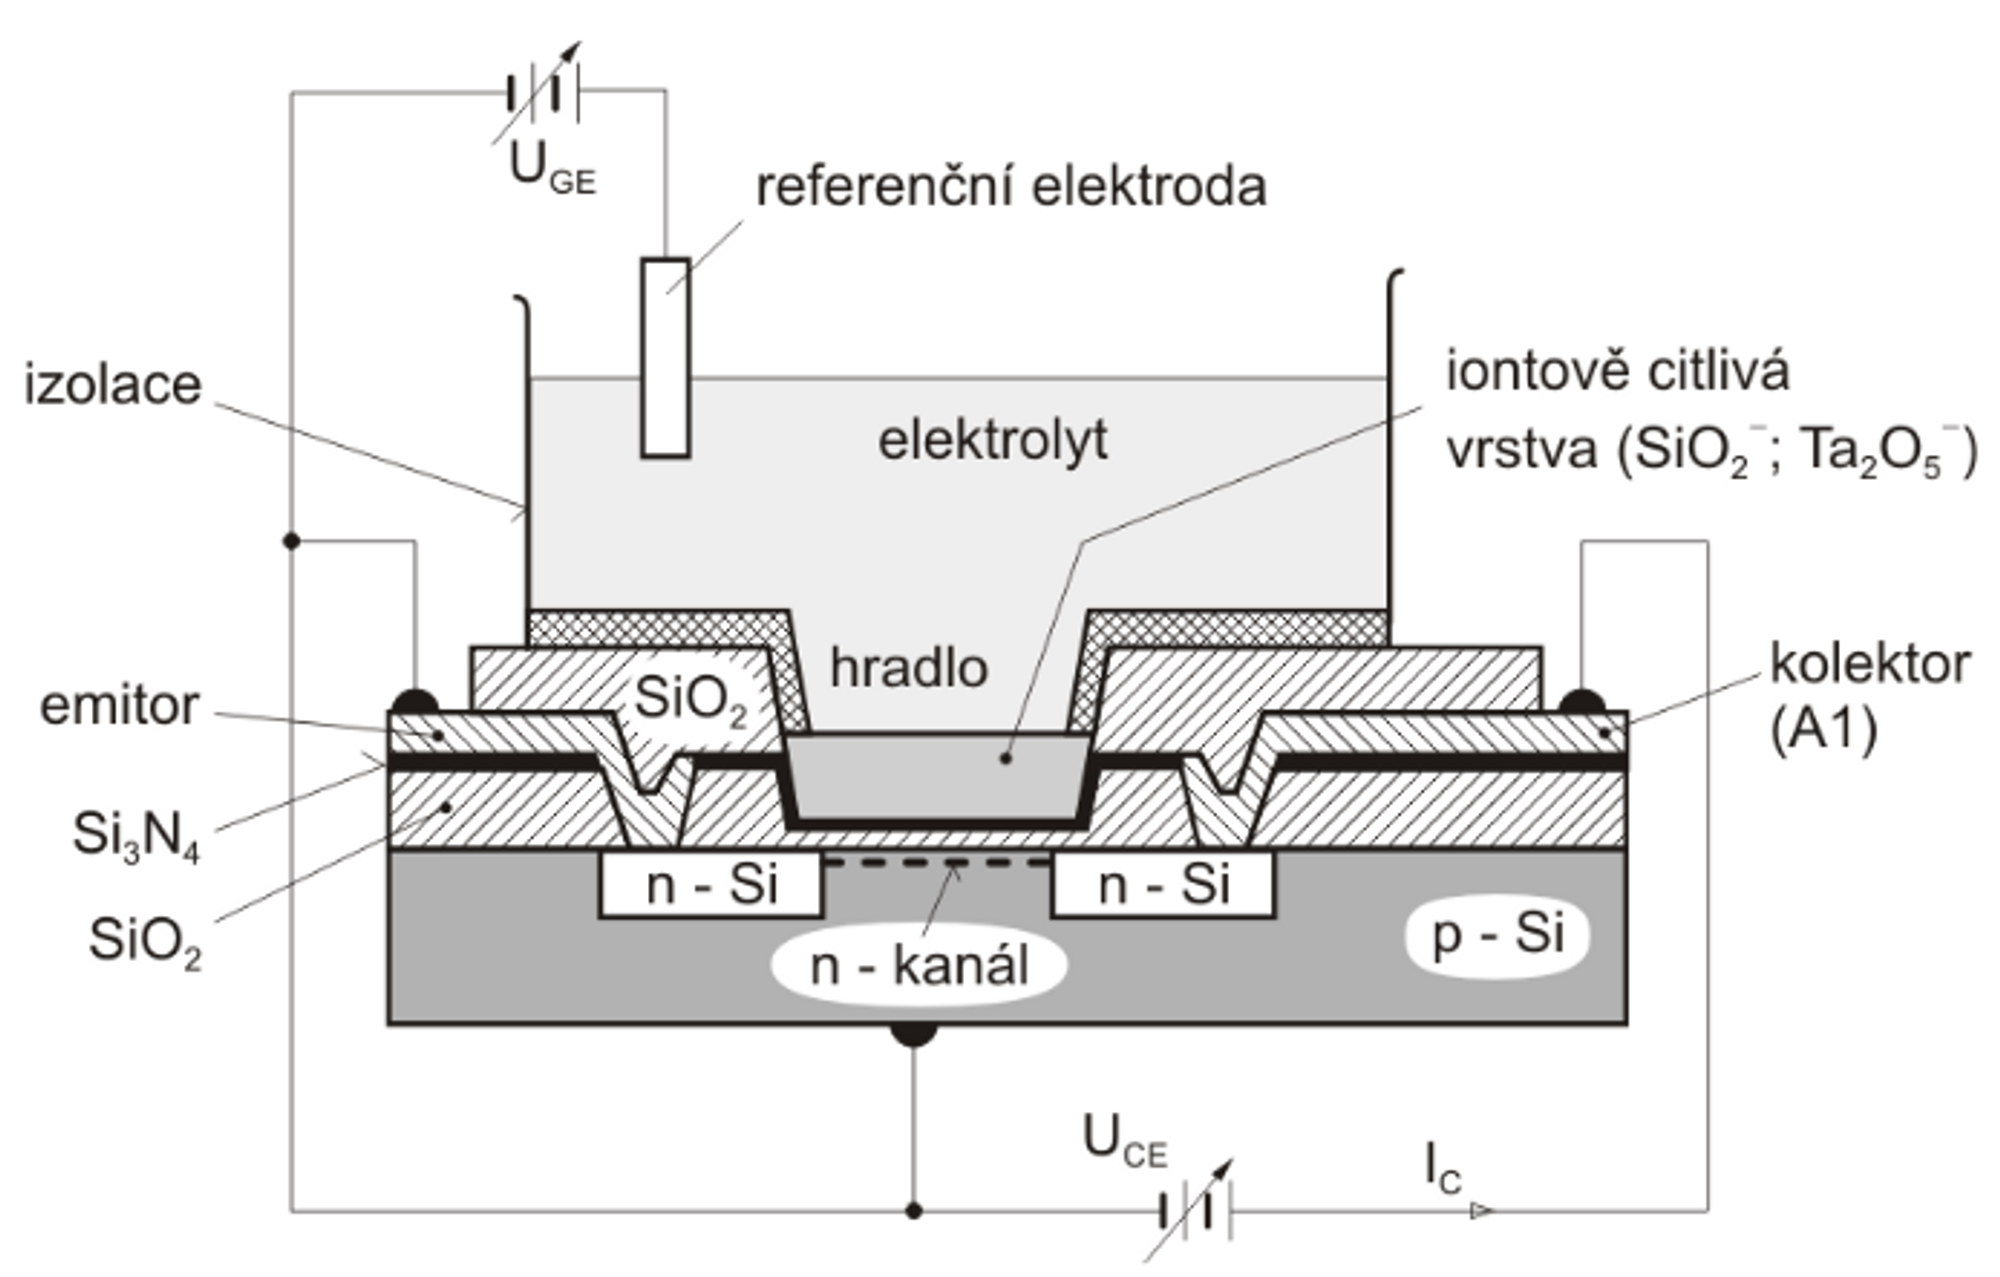 U_GE
referenční elektroda
izolace
elektrolyt
iontově citlivá
vrstva (SiO₂⁻; Ta₂O₅⁻)
hradlo
SiO₂
emitor
kolektor
(A1)
Si₃N₄
SiO₂
n - Si
n - Si
n - kanál
p - Si
U_CE
I_C